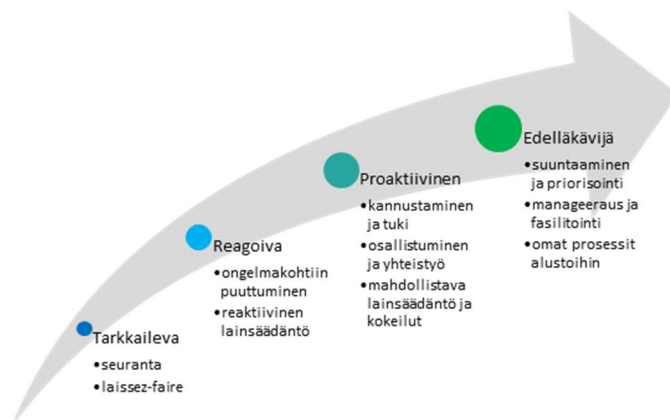 Tarkkaileva
•seuranta
•laissez-faire
Reagoiva
•ongelmakohtiin
puuttuminen
•reaktiivinen
lainsäädäntö
Proaktiivinen
•kannustaminen
ja tuki
•osallistuminen
ja yhteistyö
•mahdollistava
lainsäädäntö ja
kokeilut
Edelläkävijä
•suuntaaminen
ja priorisointi
•manageeraus ja
fasilitointi
•omat prosessit
alustoihin